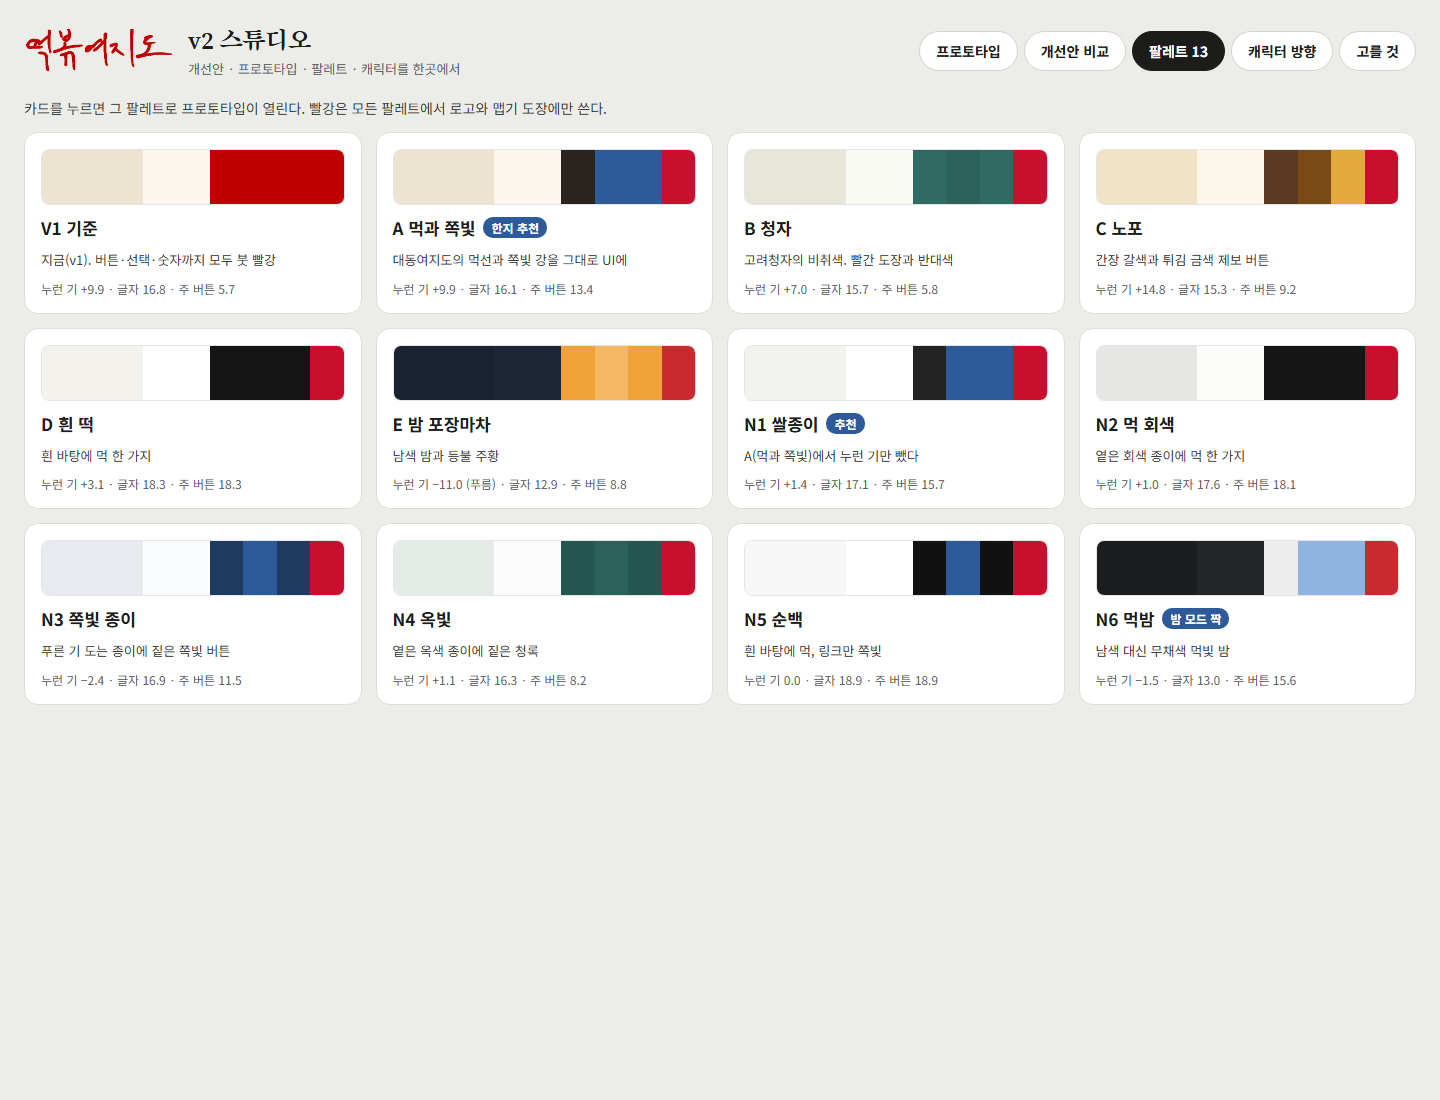 먹봌여지도
v2 스튜디오
개선안 · 프로토타입 · 팔레트 · 캐릭터를 한곳에서
프로토타입
개선안 비교
팔레트 13
캐릭터 방향
고를 것
카드를 누르면 그 팔레트로 프로토타입이 열린다. 빨강은 모든 팔레트에서 로고와 맵기 도장에만 쓴다.
V1 기준
지금(v1). 버튼·선택·숫자까지 모두 붓 빨강
누런 기 +9.9 · 글자 16.8 · 주 버튼 5.7
A 먹과 쪽빛 한지 추천
대동여지도의 먹선과 쪽빛 강을 그대로 UI에
누런 기 +9.9 · 글자 16.1 · 주 버튼 13.4
B 청자
고려청자의 비취색. 빨간 도장과 반대색
누런 기 +7.0 · 글자 15.7 · 주 버튼 5.8
C 노포
간장 갈색과 튀김 금색 제보 버튼
누런 기 +14.8 · 글자 15.3 · 주 버튼 9.2
D 흰 떡
흰 바탕에 먹 한 가지
누런 기 +3.1 · 글자 18.3 · 주 버튼 18.3
E 밤 포장마차
남색 밤과 등불 주황
누런 기 −11.0 (푸름) · 글자 12.9 · 주 버튼 8.8
N1 쌀종이 추천
A(먹과 쪽빛)에서 누런 기만 뺐다
누런 기 +1.4 · 글자 17.1 · 주 버튼 15.7
N2 먹 회색
옅은 회색 종이에 먹 한 가지
누런 기 +1.0 · 글자 17.6 · 주 버튼 18.1
N3 쪽빛 종이
푸른 기 도는 종이에 짙은 쪽빛 버튼
누런 기 −2.4 · 글자 16.9 · 주 버튼 11.5
N4 옥빛
옅은 옥색 종이에 짙은 청록
누런 기 +1.1 · 글자 16.3 · 주 버튼 8.2
N5 순백
흰 바탕에 먹, 링크만 쪽빛
누런 기 0.0 · 글자 18.9 · 주 버튼 18.9
N6 먹밤 밤 모드 짝
남색 대신 무채색 먹빛 밤
누런 기 −1.5 · 글자 13.0 · 주 버튼 15.6